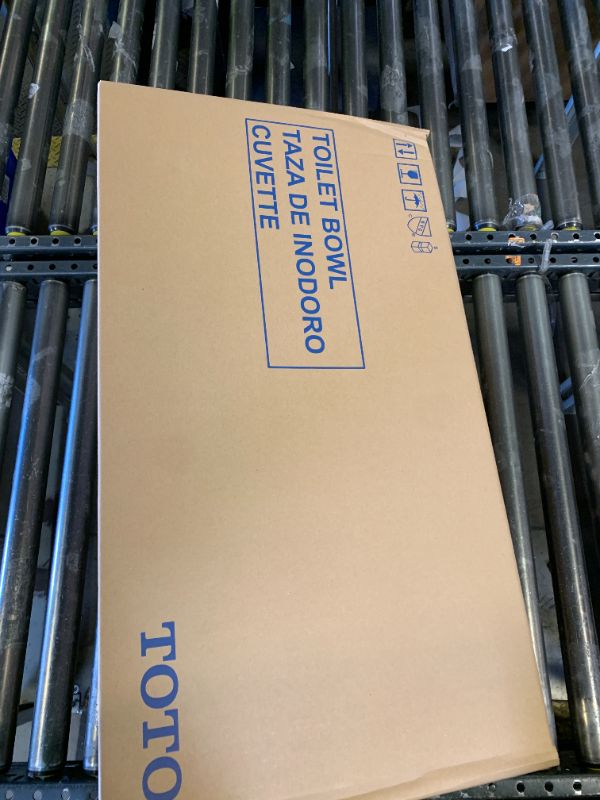 TOILET BOWL
TAZA DE INODORO
CUVETTE
TOTO